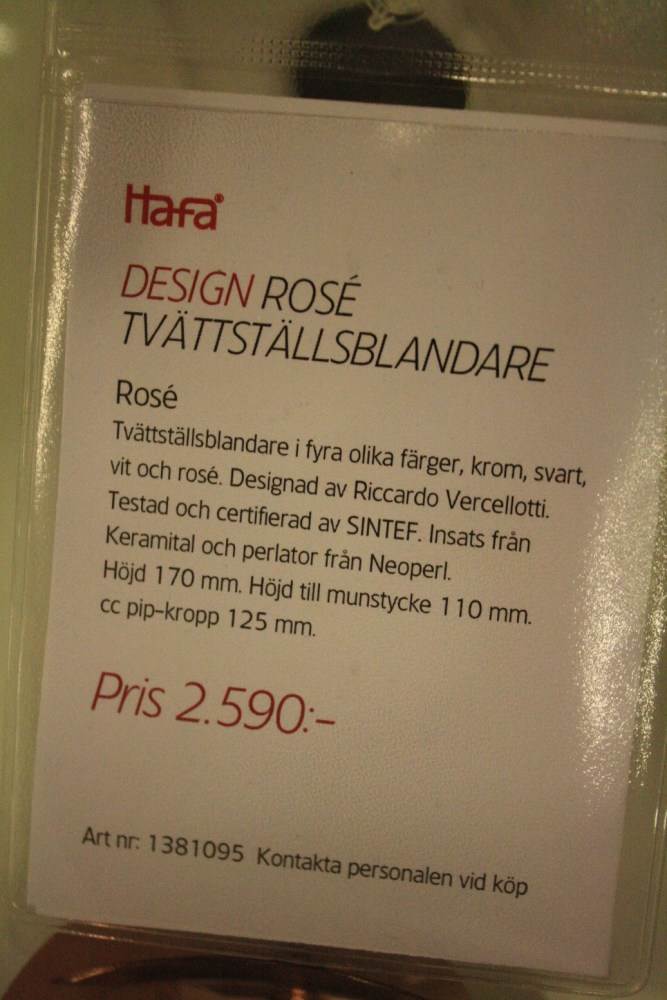 Hafa®
DESIGN ROSÉ
TVÄTTSTÄLLSBLANDARE
Rosé
Tvättställsblandare i fyra olika färger, krom, svart,
vit och rosé. Designad av Riccardo Vercellotti.
Testad och certifierad av SINTEF. Insats från
Keramital och perlator från Neoperl.
Höjd 170 mm. Höjd till munstycke 110 mm.
cc pip-kropp 125 mm.
Pris 2.590:-
Art nr: 1381095 Kontakta personalen vid köp